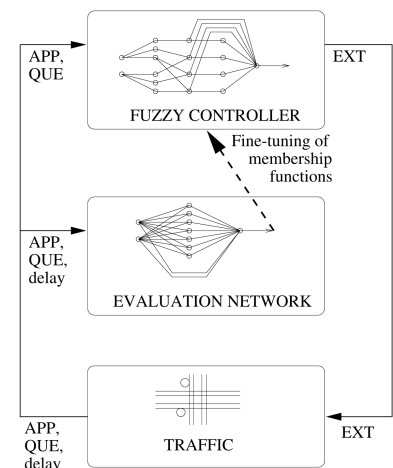 APP,
QUE
EXT
FUZZY CONTROLLER
Fine-tuning of
membership
functions
APP,
QUE,
delay
EVALUATION NETWORK
APP,
QUE,
delay
TRAFFIC
EXT